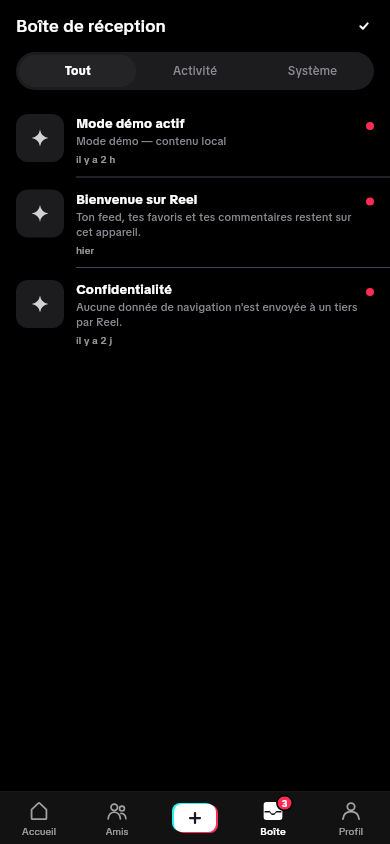 Boîte de réception
Tout
Activité
Système
Mode démo actif
Mode démo — contenu local
il y a 2 h
Bienvenue sur Reel
Ton feed, tes favoris et tes commentaires restent sur
cet appareil.
hier
Confidentialité
Aucune donnée de navigation n'est envoyée à un tiers
par Reel.
il y a 2 j
3
Accueil
Amis
Boîte
Profil